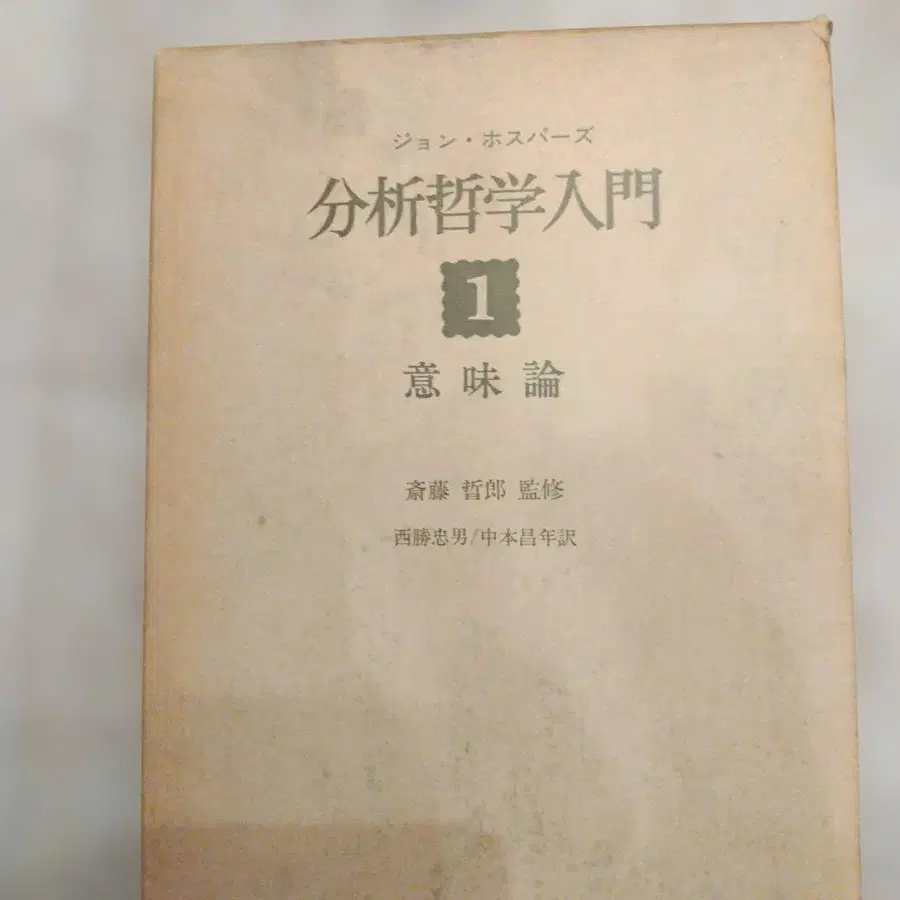 ジョン・ホスパーズ
分析哲学入門
1
意味論
斎藤 哲郎 監修
西勝忠男/中本昌年訳